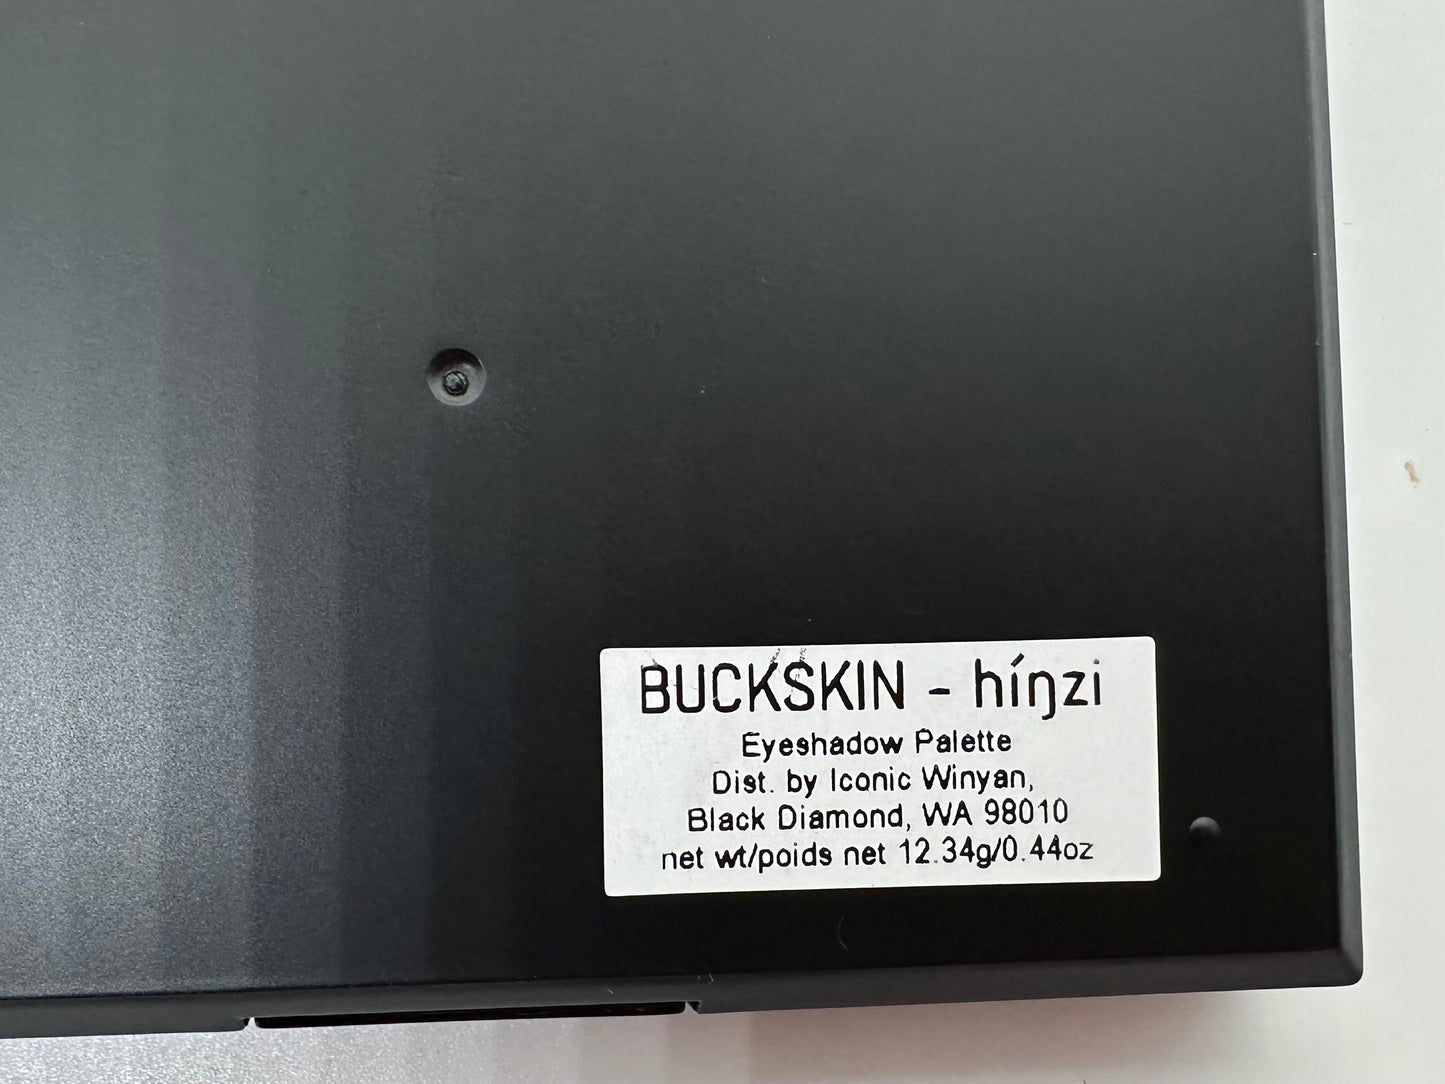 BUCKSKIN - híŋzi
Eyeshadow Palette
Dist. by Iconic Winyan,
Black Diamond, WA 98010
net wt/poids net 12.34g/0.44oz